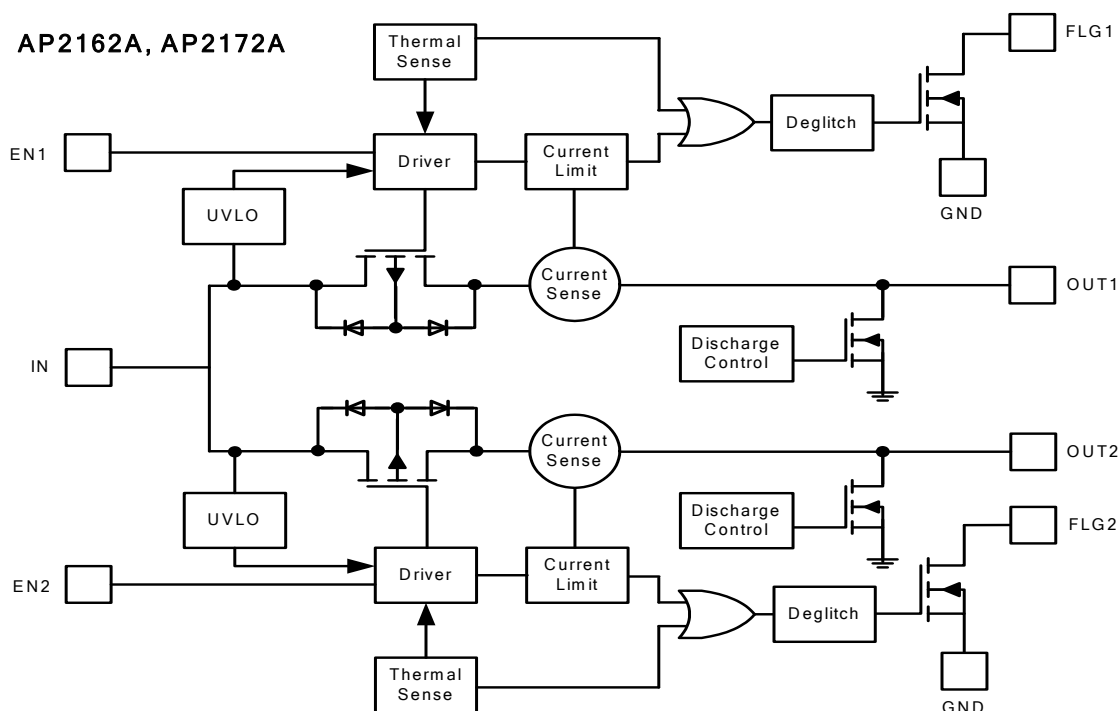 AP2162A, AP2172A
Thermal
Sense
FLG1
EN1
Driver
Current
Limit
Deglitch
UVLO
GND
Current
Sense
OUT1
IN
Discharge
Control
Current
Sense
OUT2
UVLO
Discharge
Control
FLG2
EN2
Driver
Current
Limit
Deglitch
Thermal
Sense
GND